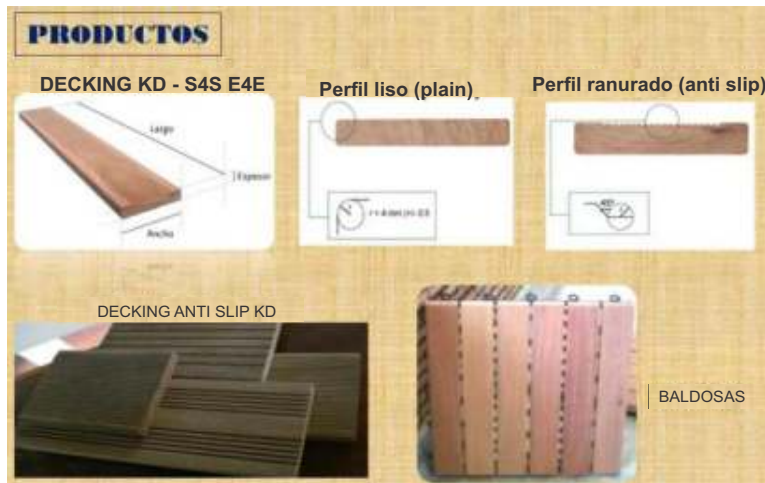 PRODUCTOS
DECKING KD - S4S E4E
Perfil liso (plain)
Perfil ranurado (anti slip)
Largo
Espesor
Ancho
DECKING ANTI SLIP KD
BALDOSAS